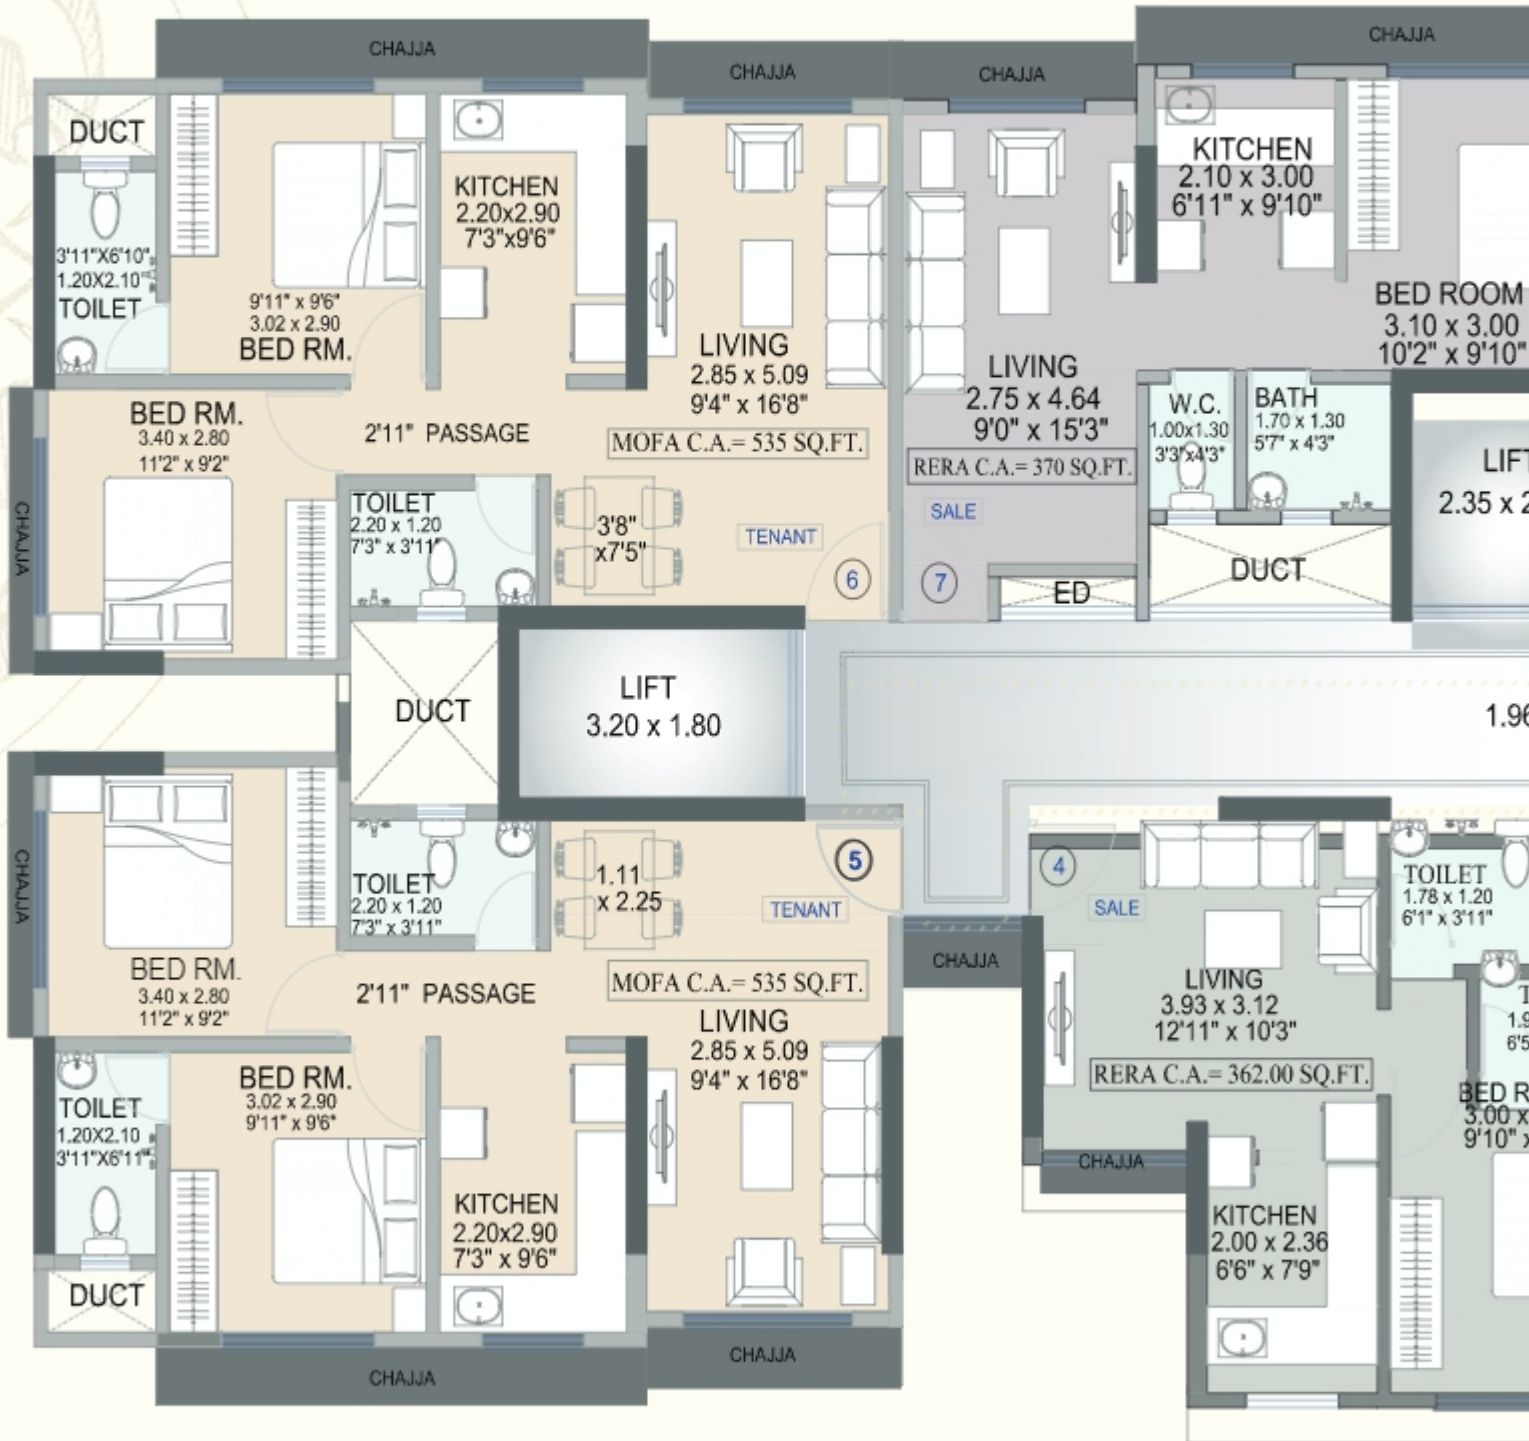 CHAJJA
CHAJJA
CHAJJA
CHAJJA
DUCT
3'11"X6'10"
1.20X2.10
TOILET
9'11" x 9'6"
3.02 x 2.90
BED RM.
KITCHEN
2.20x2.90
7'3"x9'6"
LIVING
2.85 x 5.09
9'4" x 16'8"
MOFA C.A.= 535 SQ.FT.
BED RM.
3.40 x 2.80
11'2" x 9'2"
2'11" PASSAGE
CHAJJA
TOILET
2.20 x 1.20
7'3" x 3'11"
3'8"
x7'5"
TENANT
6
LIVING
2.75 x 4.64
9'0" x 15'3"
RERA C.A.= 370 SQ.FT.
SALE
7
ED
KITCHEN
2.10 x 3.00
6'11" x 9'10"
BED ROOM
3.10 x 3.00
10'2" x 9'10"
W.C.
1.00x1.30
3'3"x4'3"
BATH
1.70 x 1.30
5'7" x 4'3"
DUCT
LIFT
2.35 x 2
DUCT
LIFT
3.20 x 1.80
1.96
CHAJJA
TOILET
2.20 x 1.20
7'3" x 3'11"
1.11
x 2.25
5
TENANT
BED RM.
3.40 x 2.80
11'2" x 9'2"
2'11" PASSAGE
MOFA C.A.= 535 SQ.FT.
LIVING
2.85 x 5.09
9'4" x 16'8"
TOILET
1.20X2.10
3'11"X6'11"
DUCT
BED RM.
3.02 x 2.90
9'11" x 9'6"
KITCHEN
2.20x2.90
7'3" x 9'6"
CHAJJA
CHAJJA
CHAJJA
4
SALE
LIVING
3.93 x 3.12
12'11" x 10'3"
RERA C.A.= 362.00 SQ.FT.
CHAJJA
TOILET
1.78 x 1.20
6'1" x 3'11"
T
1.9
6'5
BED R
3.00 x
9'10" x
KITCHEN
2.00 x 2.36
6'6" x 7'9"